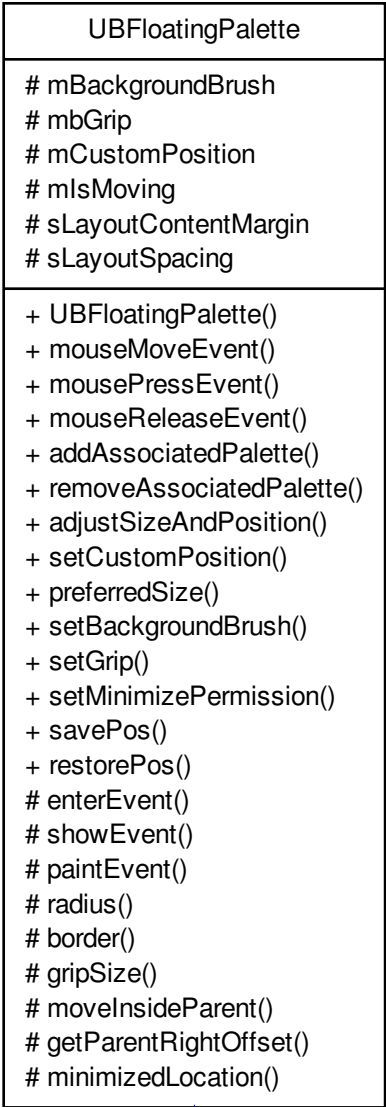 UBFloatingPalette
# mBackgroundBrush
# mbGrip
# mCustomPosition
# mIsMoving
# sLayoutContentMargin
# sLayoutSpacing
+ UBFloatingPalette()
+ mouseMoveEvent()
+ mousePressEvent()
+ mouseReleaseEvent()
+ addAssociatedPalette()
+ removeAssociatedPalette()
+ adjustSizeAndPosition()
+ setCustomPosition()
+ preferredSize()
+ setBackgroundBrush()
+ setGrip()
+ setMinimizePermission()
+ savePos()
+ restorePos()
# enterEvent()
# showEvent()
# paintEvent()
# radius()
# border()
# gripSize()
# moveInsideParent()
# getParentRightOffset()
# minimizedLocation()